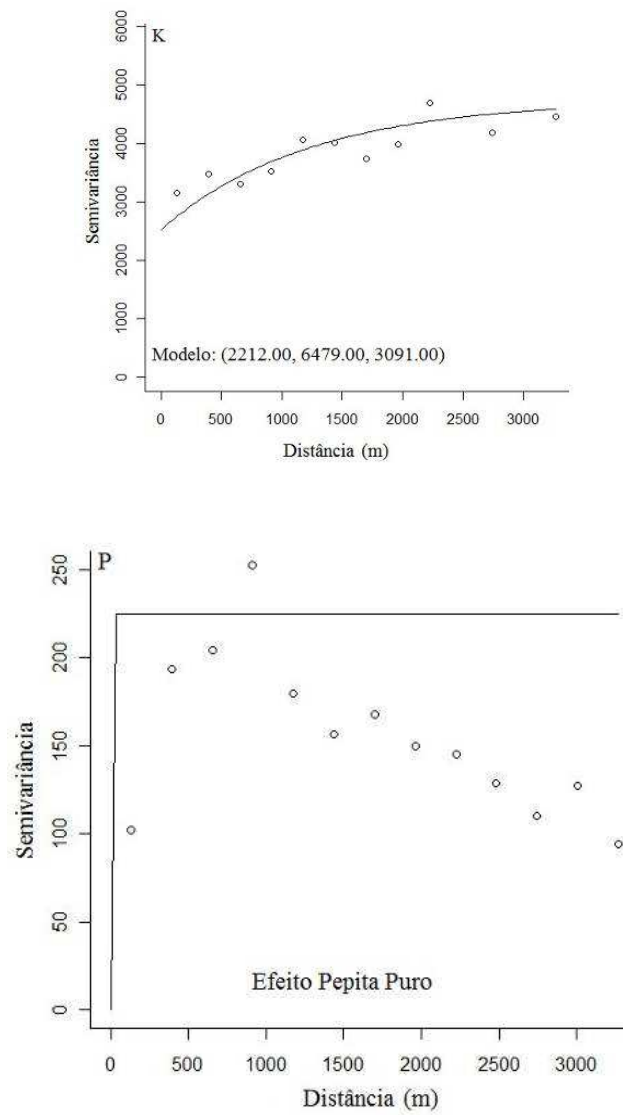 K
6000
5000
4000
3000
2000
1000
0
Semivariância
Modelo: (2212.00, 6479.00, 3091.00)
0 500 1000 1500 2000 2500 3000
Distância (m)
P
250
200
150
100
50
0
Semivariância
Efeito Pepita Puro
0 500 1000 1500 2000 2500 3000
Distância (m)